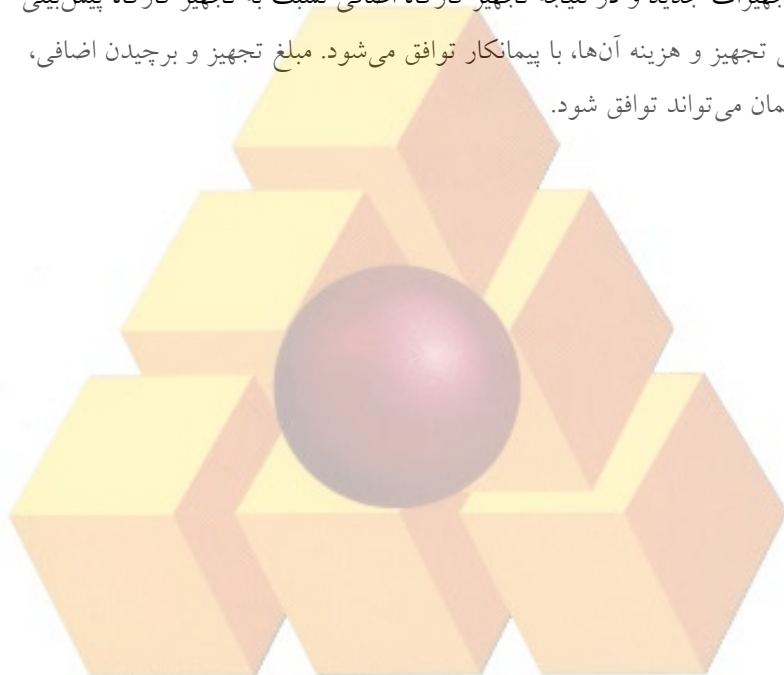 تجهیزات جدید و در نتیجه تجهیز کارگاه اضافی نسبت به تجهیز کارگاه پیش‌بینی
تجهیز و هزینه آن‌ها، با پیمانکار توافق می‌شود. مبلغ تجهیز و برچیدن اضافی،
می‌تواند توافق شود.